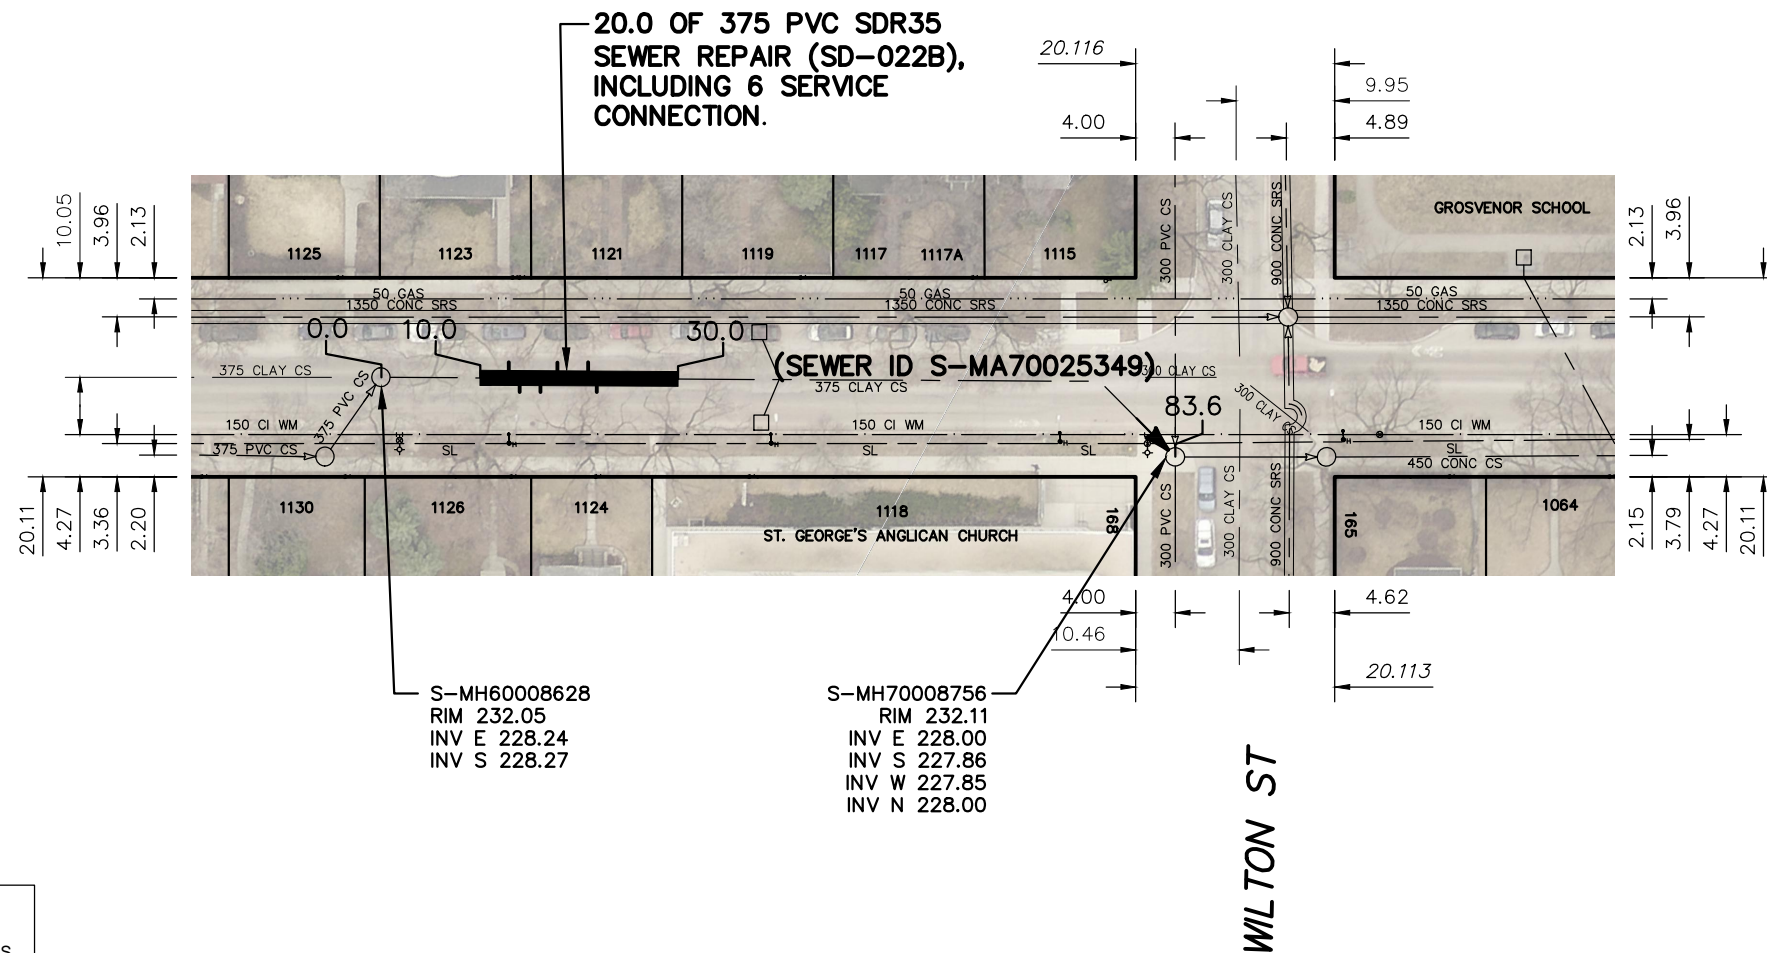 20.0 OF 375 PVC SDR35
SEWER REPAIR (SD-022B),
INCLUDING 6 SERVICE
CONNECTION.
20.116
9.95
4.00
4.89
10.05
3.96
2.13
2.13
3.96
GROSVENOR SCHOOL
1125
1123
1121
1119
1117
1117A
1115
300 PVC CS
300 CLAY CS
900 CONC SRS
50 GAS
50 GAS
50 GAS
1350 CONC SRS
1350 CONC SRS
1350 CONC SRS
0.0
10.0
30.0
(SEWER ID S-MA70025349)
375 CLAY CS
375 CLAY CS
300 CLAY CS
375 PVC CS
300 CLAY CS
83.6
150 CI WM
150 CI WM
150 CI WM
375 PVC CS
SL
SL
SL
SL
450 CONC CS
1130
1126
1124
1118
ST. GEORGE'S ANGLICAN CHURCH
168
165
1064
300 PVC CS
300 CLAY CS
900 CONC SRS
20.11
4.27
3.36
2.20
2.15
3.79
4.27
20.11
4.00
4.62
10.46
20.113
S-MH60008628
RIM 232.05
INV E 228.24
INV S 228.27
S-MH70008756
RIM 232.11
INV E 228.00
INV S 227.86
INV W 227.85
INV N 228.00
WILTON ST
S